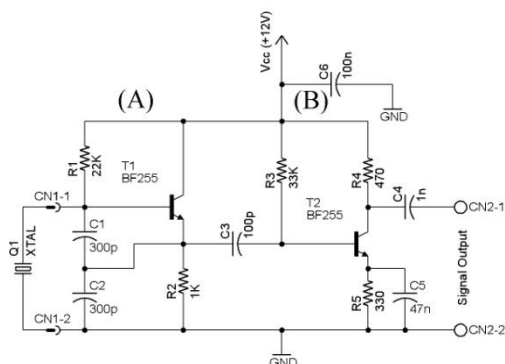 Vcc (+12V)
C6
100n
GND
(A)
(B)
R1
22K
T1
BF255
R3
33K
R4
470
T2
BF255
C4
1n
CN1-1
CN2-1
Q1
XTAL
C1
300p
C3
100p
C2
300p
R2
1K
R5
330
C5
47n
Signal Output
CN1-2
CN2-2
GND